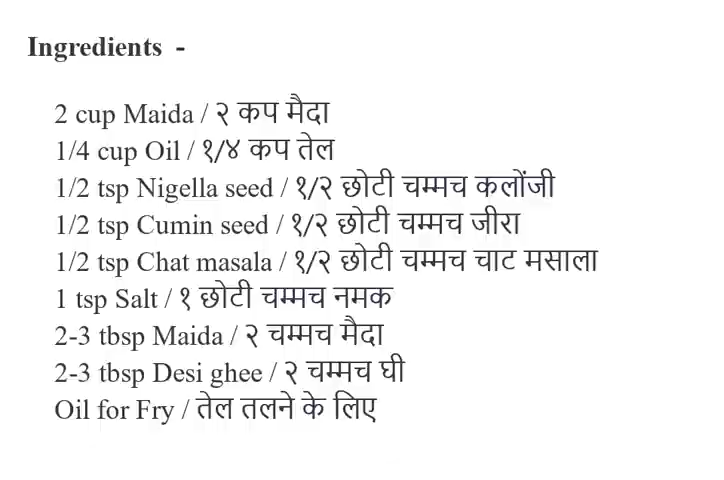 Ingredients -
2 cup Maida / २ कप मैदा
1/4 cup Oil / १/४ कप तेल
1/2 tsp Nigella seed / १/२ छोटी चम्मच कलोंजी
1/2 tsp Cumin seed / १/२ छोटी चम्मच जीरा
1/2 tsp Chat masala / १/२ छोटी चम्मच चाट मसाला
1 tsp Salt / १ छोटी चम्मच नमक
2-3 tbsp Maida / २ चम्मच मैदा
2-3 tbsp Desi ghee / २ चम्मच घी
Oil for Fry / तेल तलने के लिए